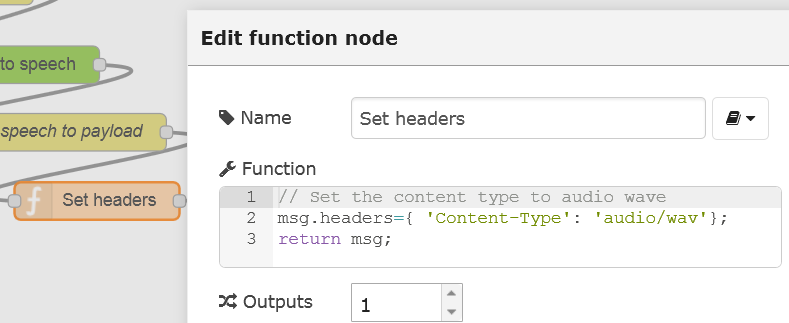 Edit function node
to speech
Name
Set headers
speech to payload
Function
Set headers
1 // Set the content type to audio wave
2 msg.headers={ 'Content-Type': 'audio/wav'};
3 return msg;
Outputs
1